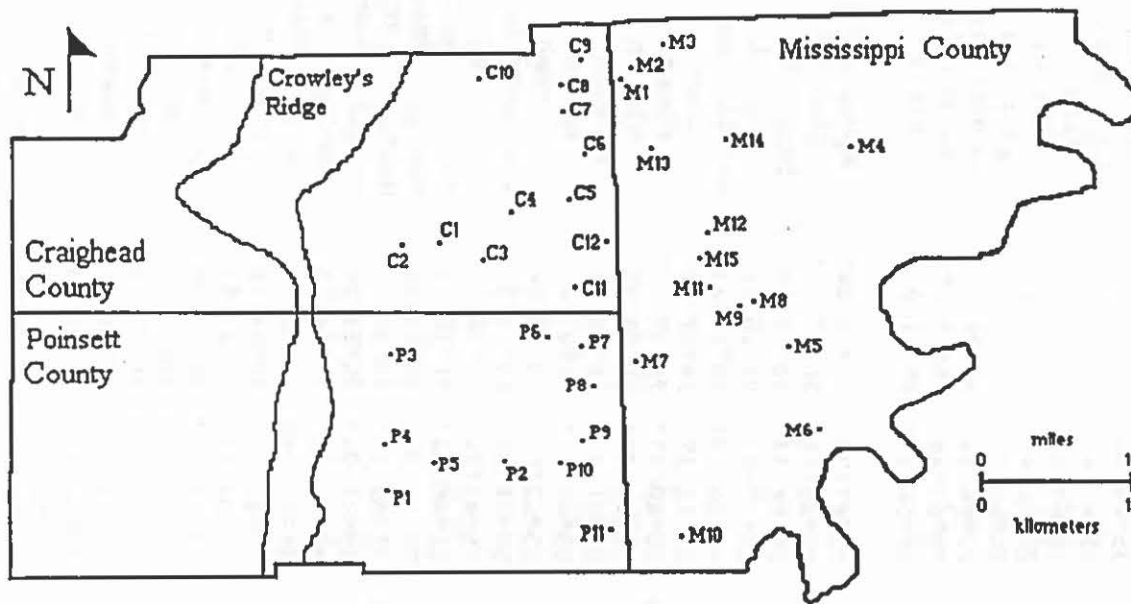 N
Crowley's
Ridge
Mississippi County
Craighead
County
Poinsett
County
C9
C10
C8
C7
C6
C5
C4
C1
C2
C3
C12
C11
M3
M2
M1
M14
M13
M4
M12
M15
M11
M8
M9
M5
M7
M6
M10
P6
P7
P3
P8
P4
P9
P5
P2
P10
P1
P11
miles
0 1
0 1
kilometers